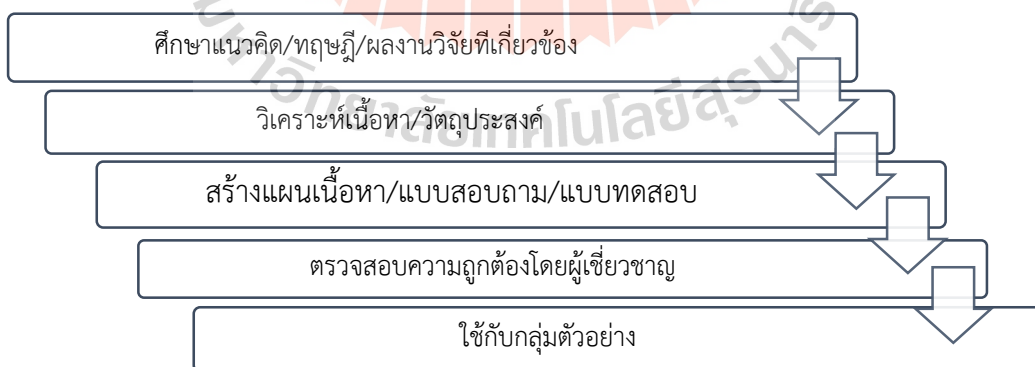 ศึกษาแนวคิด/ทฤษฎี/ผลงานวิจัยที่เกี่ยวข้อง
วิเคราะห์เนื้อหา/วัตถุประสงค์
สร้างแผนเนื้อหา/แบบสอบถาม/แบบทดสอบ
ตรวจสอบความถูกต้องโดยผู้เชี่ยวชาญ
ใช้กับกลุ่มตัวอย่าง